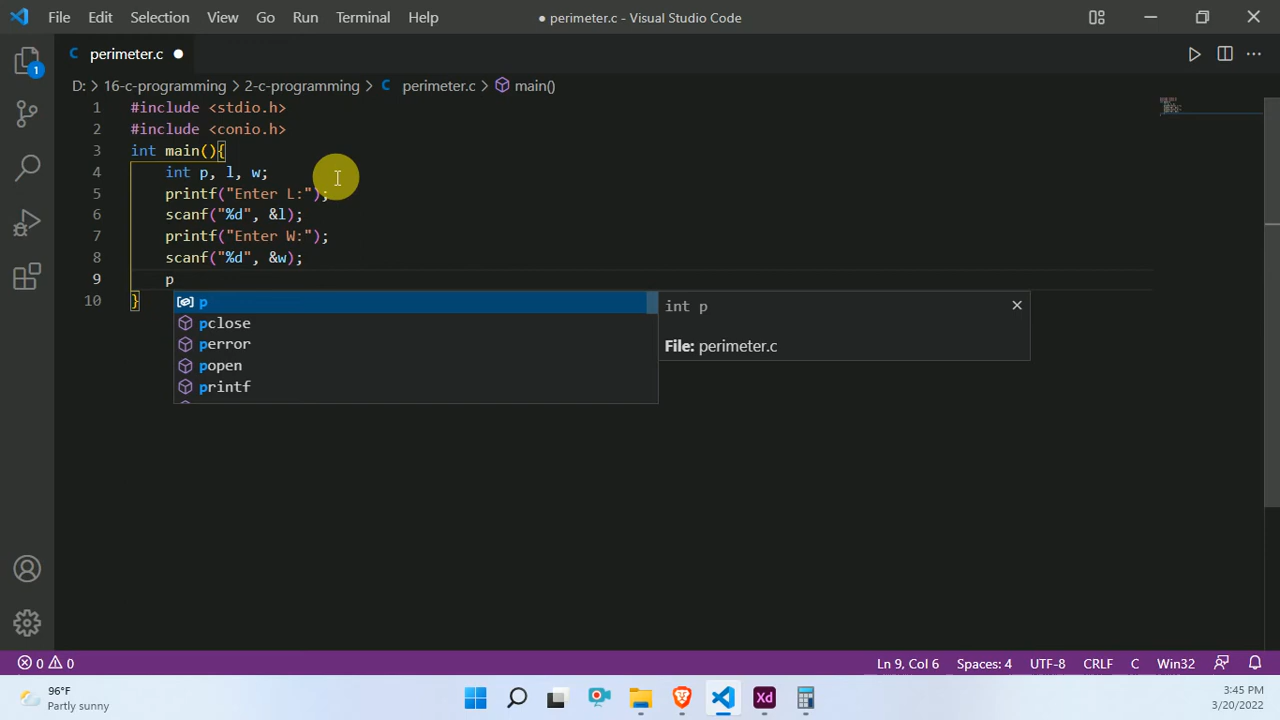 File Edit Selection View Go Run Terminal Help
● perimeter.c - Visual Studio Code
C perimeter.c ●
D: > 16-c-programming > 2-c-programming > C perimeter.c > main()
1 #include <stdio.h>
2 #include <conio.h>
3 int main(){
4 int p, l, w;
5 printf("Enter L:");
6 scanf("%d", &l);
7 printf("Enter W:");
8 scanf("%d", &w);
9 p
10 }
p
pclose
perror
popen
printf
int p
File: perimeter.c
1
0 0
Ln 9, Col 6 Spaces: 4 UTF-8 CRLF C Win32
96°F
Partly sunny
Xd
3:45 PM
3/20/2022